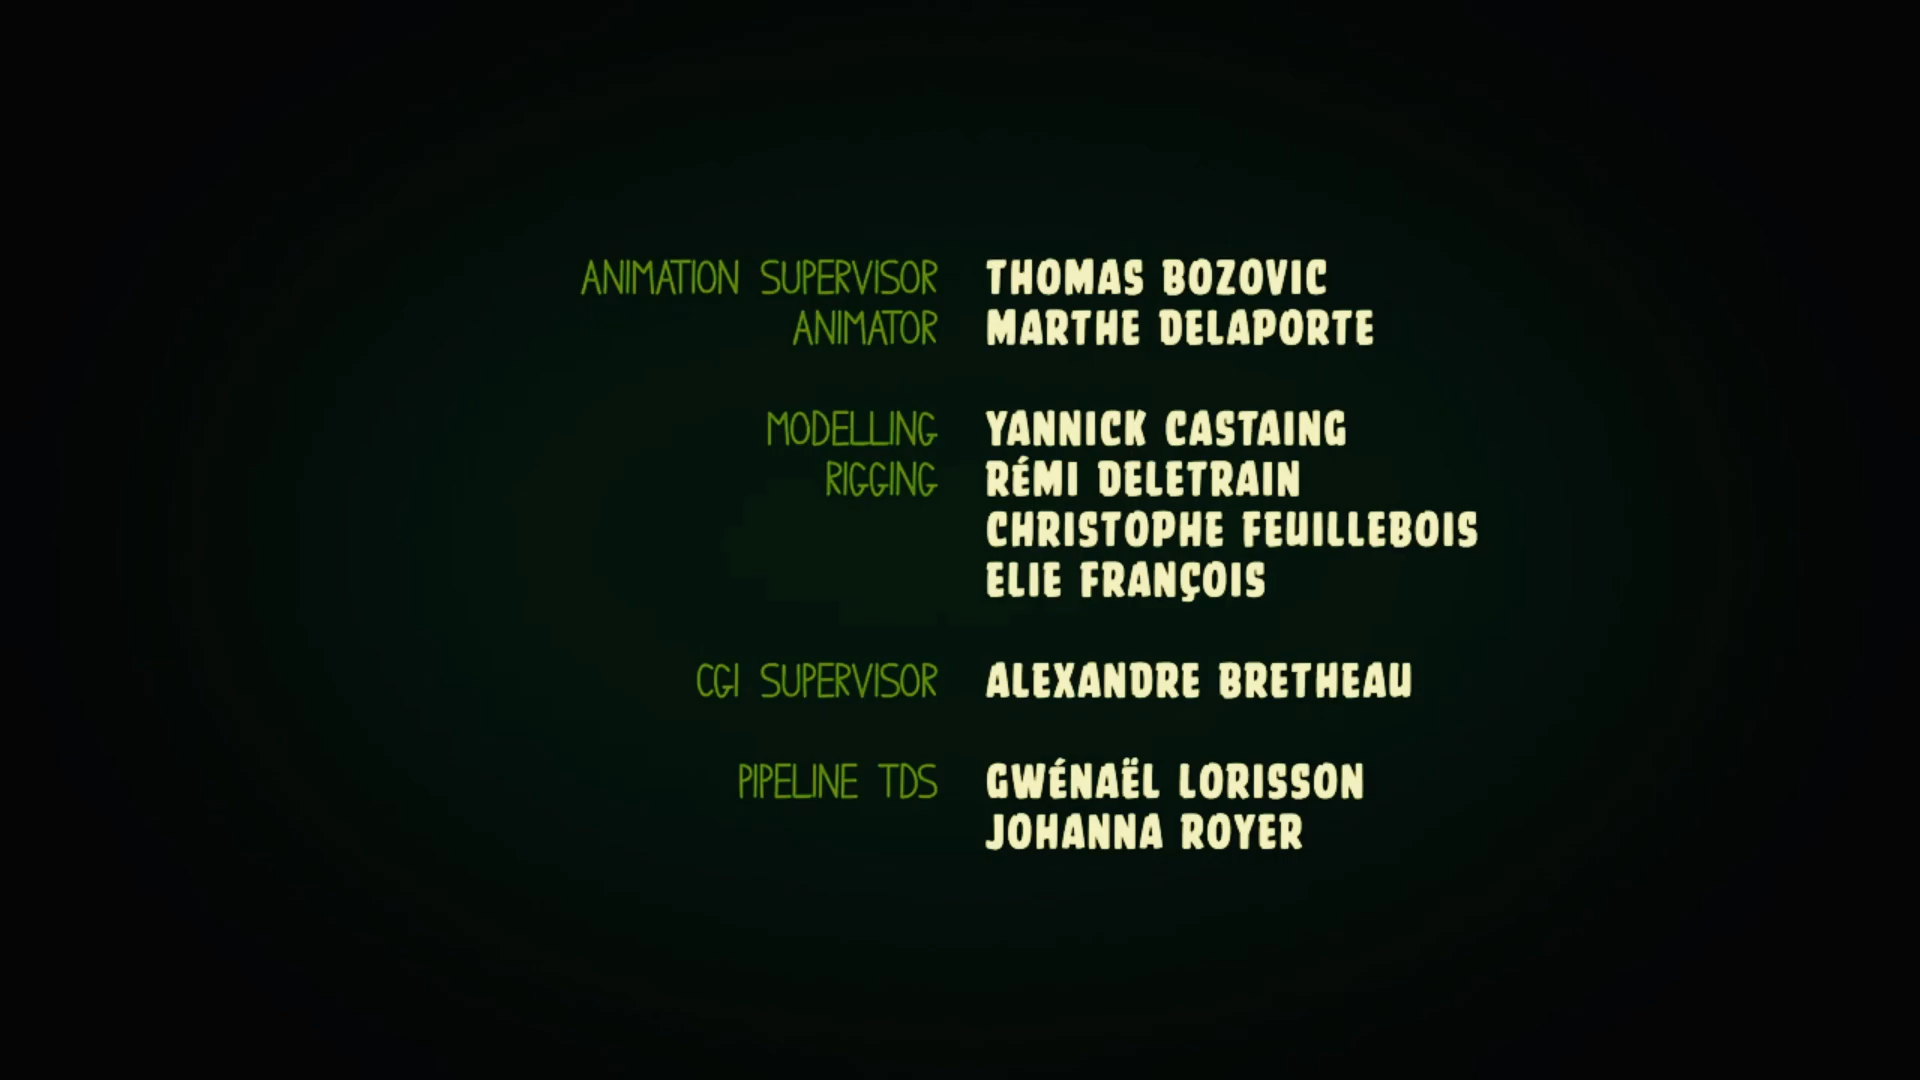 ANIMATION SUPERVISOR THOMAS BOZOVIC
ANIMATOR MARTHE DELAPORTE
MODELLING YANNICK CASTAING
RIGGING RÉMI DELETRAIN
CHRISTOPHE FEUILLEBOIS
ELIE FRANÇOIS
CGI SUPERVISOR ALEXANDRE BRETHEAU
PIPELINE TDS GWÉNAËL LORISSON
JOHANNA ROYER